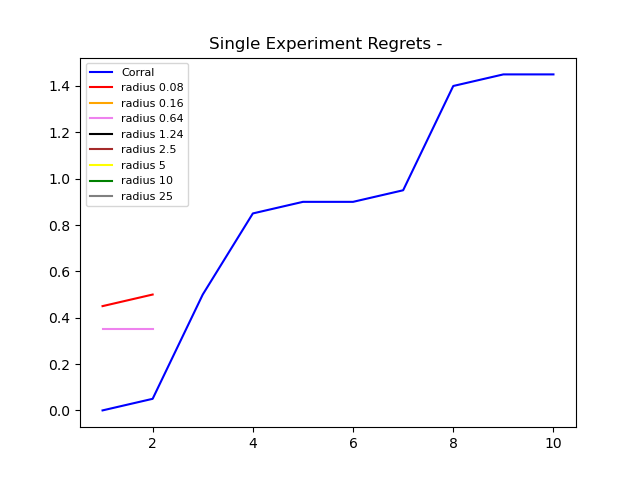 Single Experiment Regrets -
Corral
radius 0.08
radius 0.16
radius 0.64
radius 1.24
radius 2.5
radius 5
radius 10
radius 25
1.4
1.2
1.0
0.8
0.6
0.4
0.2
0.0
2 4 6 8 10